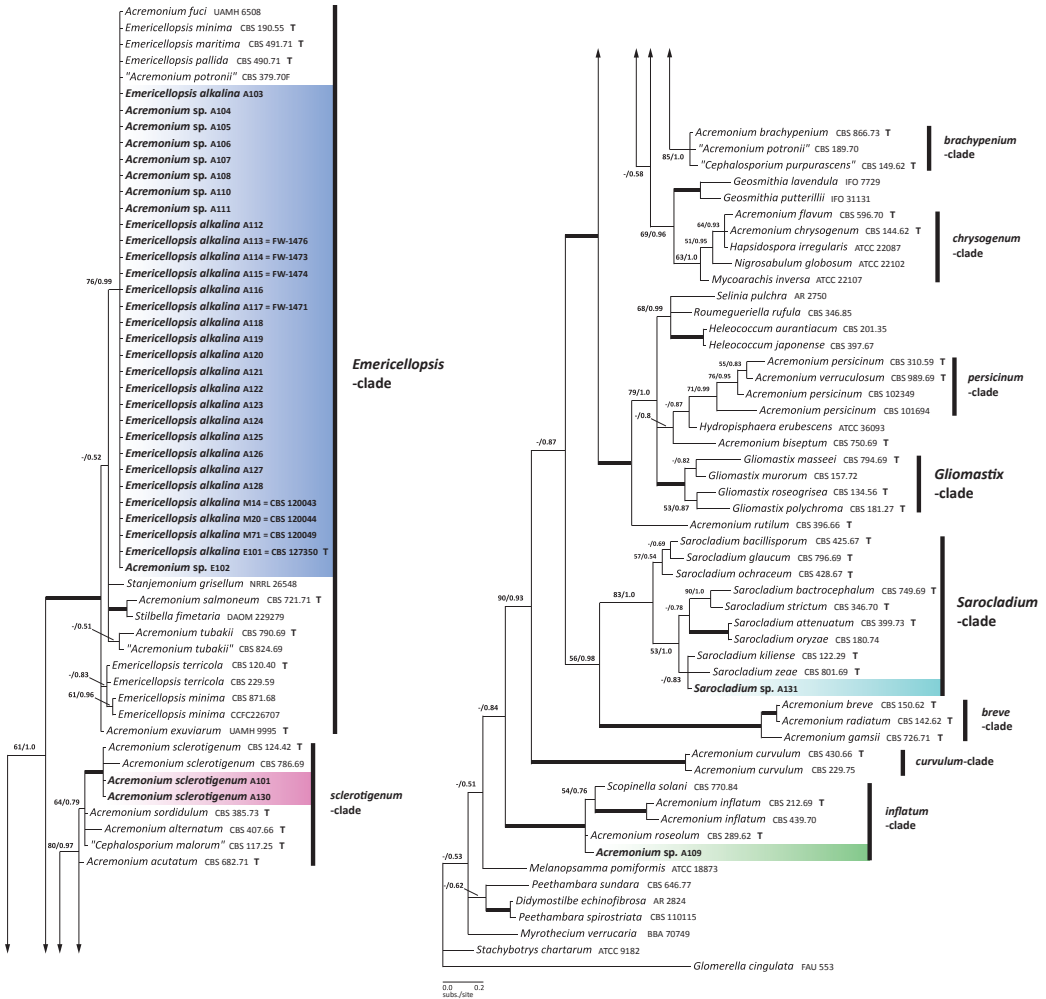 Acremonium fuci UAMH 6508
Emericellopsis minima CBS 190.55 T
Emericellopsis maritima CBS 491.71 T
Emericellopsis pallida CBS 490.71 T
"Acremonium potronii" CBS 379.70F
Emericellopsis alkalina A103
Acremonium sp. A104
Acremonium sp. A105
Acremonium sp. A106
Acremonium sp. A107
Acremonium sp. A108
Acremonium sp. A110
Acremonium sp. A111
Emericellopsis alkalina A112
Emericellopsis alkalina A113 = FW-1476
Emericellopsis alkalina A114 = FW-1473
Emericellopsis alkalina A115 = FW-1474
76/0.99
Emericellopsis alkalina A116
Emericellopsis alkalina A117 = FW-1471
Emericellopsis alkalina A118
Emericellopsis alkalina A119
Emericellopsis alkalina A120
Emericellopsis alkalina A121
Emericellopsis alkalina A122
Emericellopsis alkalina A123
Emericellopsis alkalina A124
Emericellopsis alkalina A125
Emericellopsis alkalina A126
-/0.52
Emericellopsis alkalina A127
Emericellopsis alkalina A128
Emericellopsis alkalina M14 = CBS 120043
Emericellopsis alkalina M20 = CBS 120044
Emericellopsis alkalina M71 = CBS 120049
Emericellopsis alkalina E101 = CBS 127350 T
Acremonium sp. E102
Stanjemonium grisellum NRRL 26548
Acremonium salmoneum CBS 721.71 T
Stilbella fimetaria DAOM 229279
-/0.51
Acremonium tubakii CBS 790.69 T
"Acremonium tubakii" CBS 824.69
Emericellopsis terricola CBS 120.40 T
-/0.83
Emericellopsis terricola CBS 229.59
61/0.96
Emericellopsis minima CBS 871.68
Emericellopsis minima CCFC226707
Acremonium exuviarum UAMH 9995 T
Emericellopsis
-clade
61/1.0
Acremonium sclerotigenum CBS 124.42 T
Acremonium sclerotigenum CBS 786.69
Acremonium sclerotigenum A101
Acremonium sclerotigenum A130
64/0.79
Acremonium sordidulum CBS 385.73 T
Acremonium alternatum CBS 407.66 T
80/0.97
"Cephalosporium malorum" CBS 117.25 T
Acremonium acutatum CBS 682.71 T
sclerotigenum
-clade
Acremonium brachypenium CBS 866.73 T
"Acremonium potronii" CBS 189.70
85/1.0
"Cephalosporium purpurascens" CBS 149.62 T
brachypenium
-clade
-/0.58
Geosmithia lavendula IFO 7729
Geosmithia putterillii IFO 31131
69/0.96
Acremonium flavum CBS 596.70 T
64/0.93
Acremonium chrysogenum CBS 144.62 T
51/0.95
Hapsidospora irregularis ATCC 22087
63/1.0
Nigrosabulum globosum ATCC 22102
Mycoarachis inversa ATCC 22107
chrysogenum
-clade
Selinia pulchra AR 2750
68/0.99
Roumegueriella rufula CBS 346.85
Heleococcum aurantiacum CBS 201.35
Heleococcum japonense CBS 397.67
55/0.83
Acremonium persicinum CBS 310.59 T
76/0.95
Acremonium verruculosum CBS 989.69 T
71/0.99
Acremonium persicinum CBS 102349
79/1.0
-/0.87
Acremonium persicinum CBS 101694
-/0.8
Hydropisphaera erubescens ATCC 36093
Acremonium biseptum CBS 750.69 T
persicinum
-clade
-/0.87
-/0.82
Gliomastix masseei CBS 794.69 T
Gliomastix murorum CBS 157.72
Gliomastix roseogrisea CBS 134.56 T
53/0.87
Gliomastix polychroma CBS 181.27 T
Gliomastix
-clade
Acremonium rutilum CBS 396.66 T
Sarocladium bacillisporum CBS 425.67 T
-/0.69
57/0.54
Sarocladium glaucum CBS 796.69 T
Sarocladium ochraceum CBS 428.67 T
90/1.0
Sarocladium bactrocephalum CBS 749.69 T
83/1.0
-/0.78
Sarocladium strictum CBS 346.70 T
Sarocladium attenuatum CBS 399.73 T
Sarocladium oryzae CBS 180.74
53/1.0
Sarocladium kiliense CBS 122.29 T
Sarocladium zeae CBS 801.69 T
-/0.83
Sarocladium sp. A131
Sarocladium
-clade
90/0.93
56/0.98
Acremonium breve CBS 150.62 T
Acremonium radiatum CBS 142.62 T
Acremonium gamsii CBS 726.71 T
breve
-clade
-/0.84
Acremonium curvulum CBS 430.66 T
Acremonium curvulum CBS 229.75
curvulum-clade
-/0.51
54/0.76
Scopinella solani CBS 770.84
Acremonium inflatum CBS 212.69 T
Acremonium inflatum CBS 439.70
Acremonium roseolum CBS 289.62 T
Acremonium sp. A109
inflatum
-clade
-/0.53
Melanopsamma pomiformis ATCC 18873
-/0.62
Peethambara sundara CBS 646.77
Didymostilbe echinofibrosa AR 2824
Peethambara spirostriata CBS 110115
Myrothecium verrucaria BBA 70749
Stachybotrys chartarum ATCC 9182
Glomerella cingulata FAU 553
0.0 0.2
subs./site